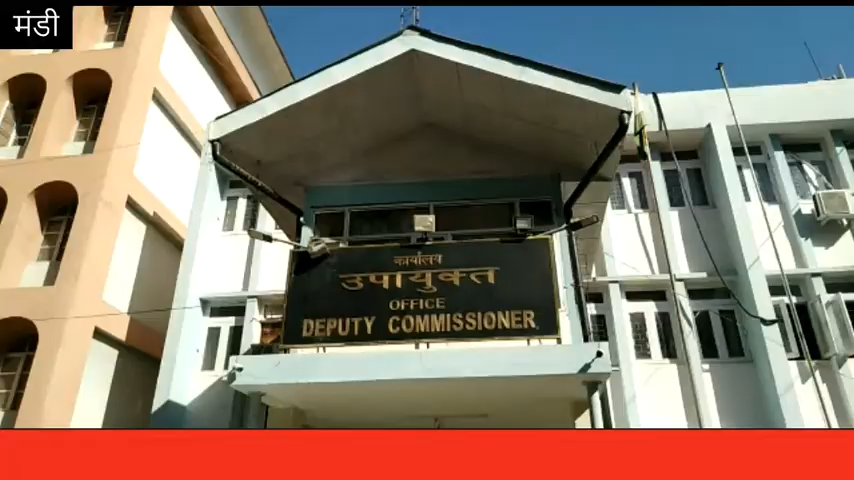 मंडी
कार्यालय
उपायुक्त
OFFICE
DEPUTY COMMISSIONER